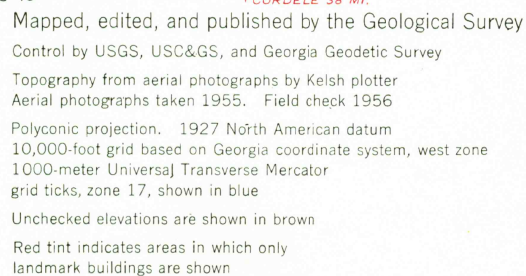 CORDELE 38 MI.
Mapped, edited, and published by the Geological Survey
Control by USGS, USC&GS, and Georgia Geodetic Survey
Topography from aerial photographs by Kelsh plotter
Aerial photographs taken 1955. Field check 1956
Polyconic projection. 1927 North American datum
10,000-foot grid based on Georgia coordinate system, west zone
1000-meter Universal Transverse Mercator
grid ticks, zone 17, shown in blue
Unchecked elevations are shown in brown
Red tint indicates areas in which only
landmark buildings are shown